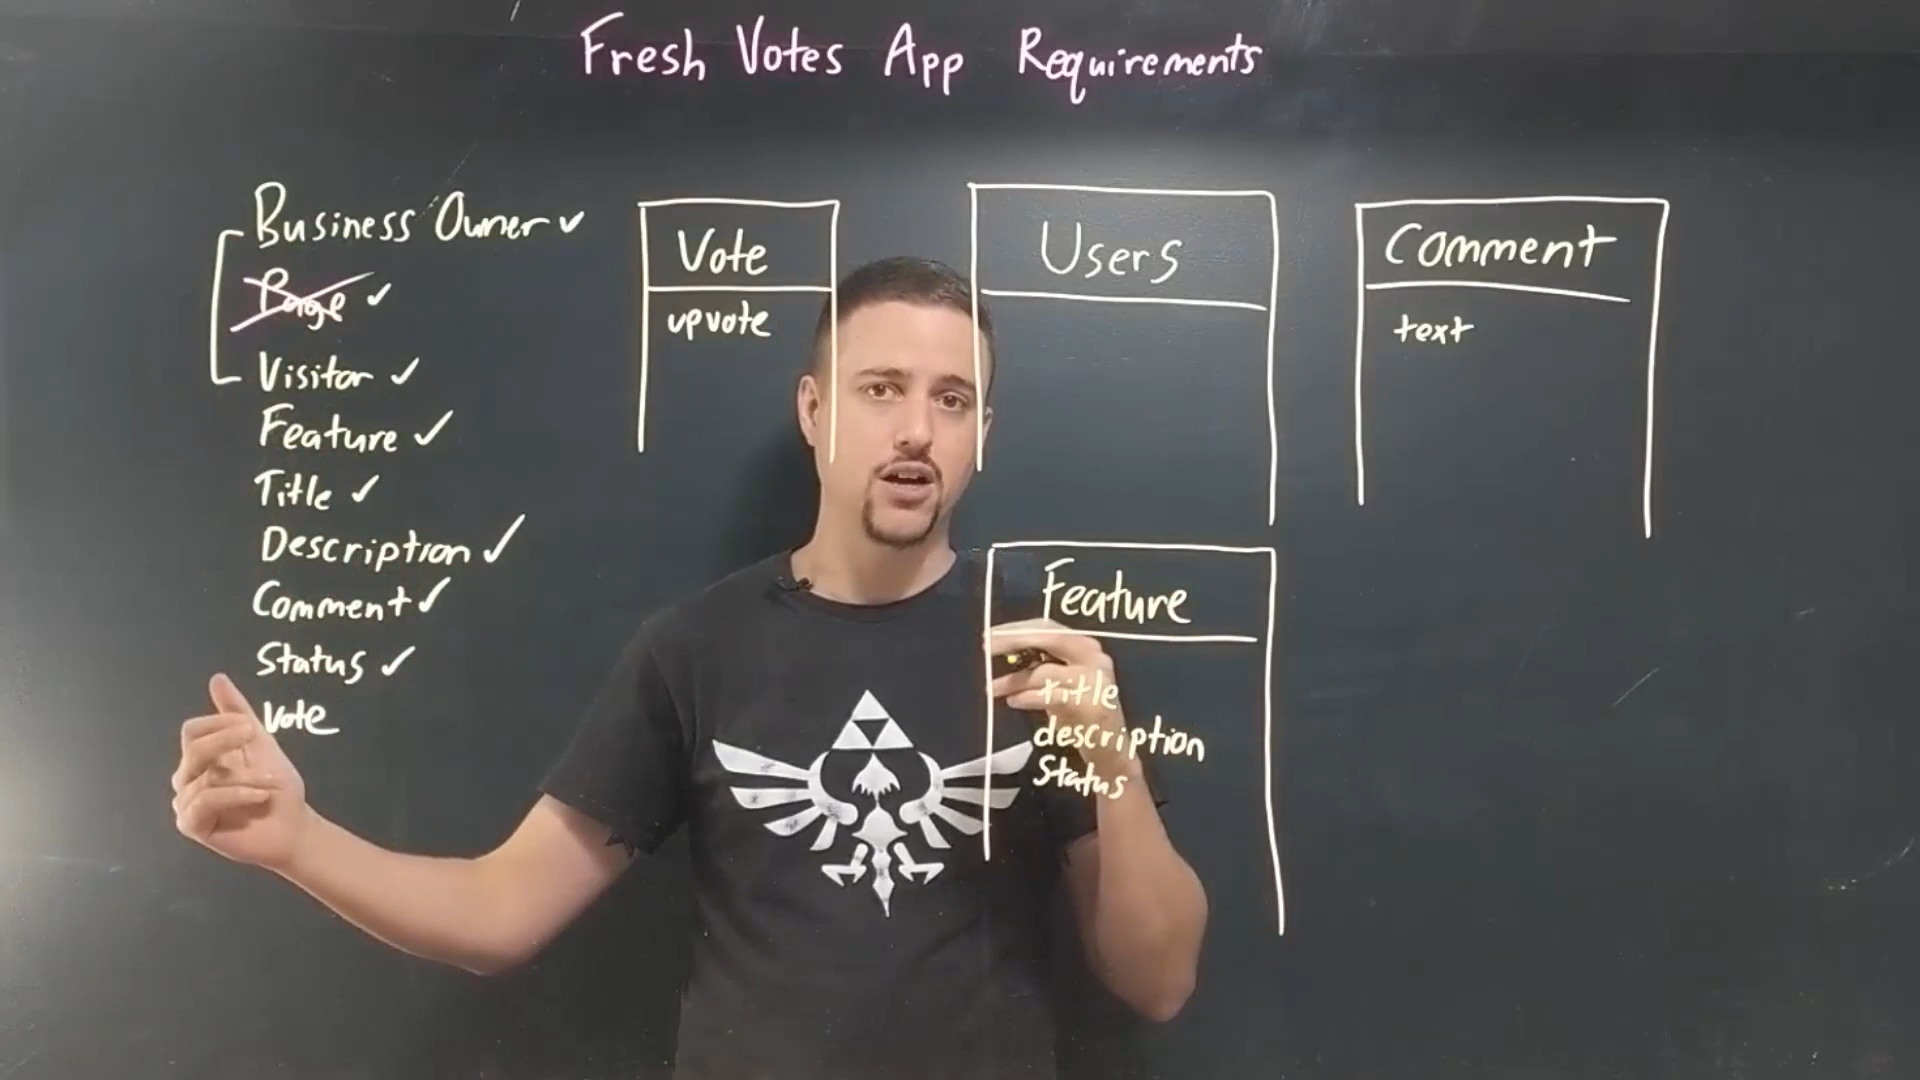 Fresh Votes App Requirements
Business Owner ✓
Page ✓
Visitor ✓
Feature ✓
Title ✓
Description ✓
Comment ✓
Status ✓
Vote
Vote
upvote
Users
Comment
text
Feature
title
description
status